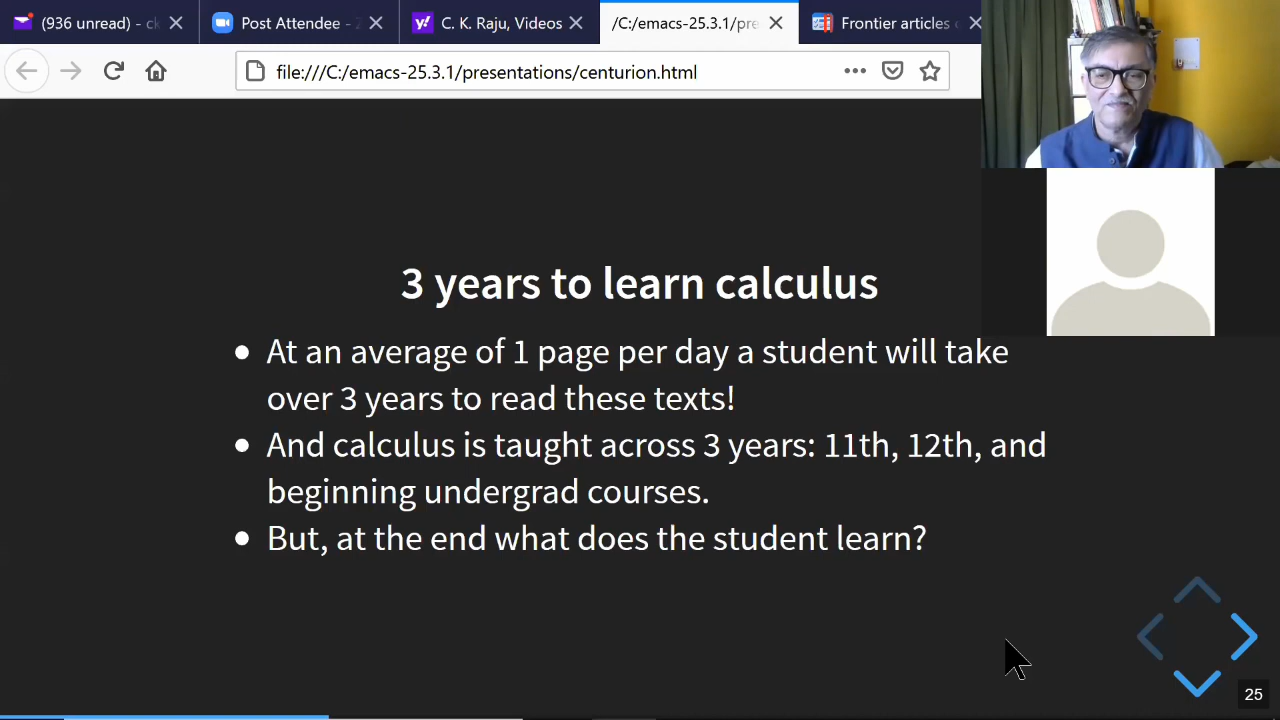 (936 unread) - ck
Post Attendee - Z
C. K. Raju, Videos
/C:/emacs-25.3.1/pre
Frontier articles
file:///C:/emacs-25.3.1/presentations/centurion.html
3 years to learn calculus
At an average of 1 page per day a student will take
over 3 years to read these texts!
And calculus is taught across 3 years: 11th, 12th, and
beginning undergrad courses.
But, at the end what does the student learn?
25